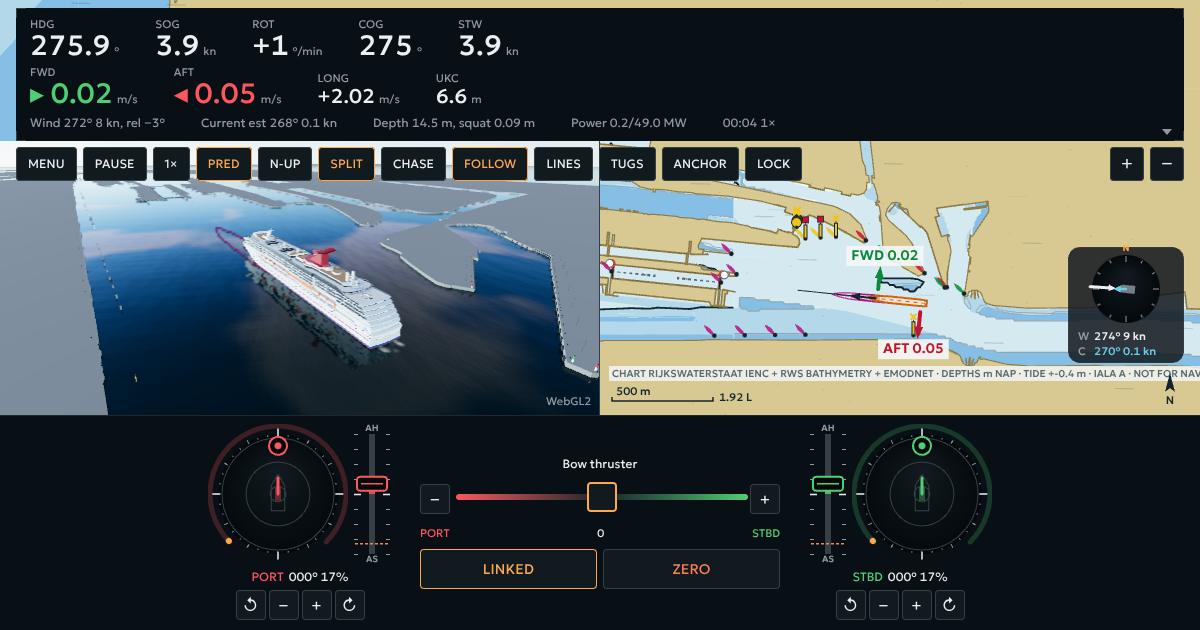 HDG SOG ROT COG STW
275.9 ° 3.9 kn +1 °/min 275 ° 3.9 kn
FWD AFT LONG UKC
0.02 m/s 0.05 m/s +2.02 m/s 6.6 m
Wind 272° 8 kn, rel −3° Current est 268° 0.1 kn Depth 14.5 m, squat 0.09 m Power 0.2/49.0 MW 00:04 1×
MENU PAUSE 1× PRED N-UP SPLIT CHASE FOLLOW LINES TUGS ANCHOR LOCK + −
FWD 0.02
N
W 274° 9 kn
C 270° 0.1 kn
AFT 0.05
CHART RIJKSWATERSTAAT IENC + RWS BATHYMETRY + EMODNET · DEPTHS m NAP · TIDE +-0.4 m · IALA A · NOT FOR NAV
500 m 1.92 L
N
WebGL2
AH AH
Bow thruster
− +
PORT 0 STBD
AS AS
LINKED ZERO
PORT 000° 17% STBD 000° 17%
− + − +